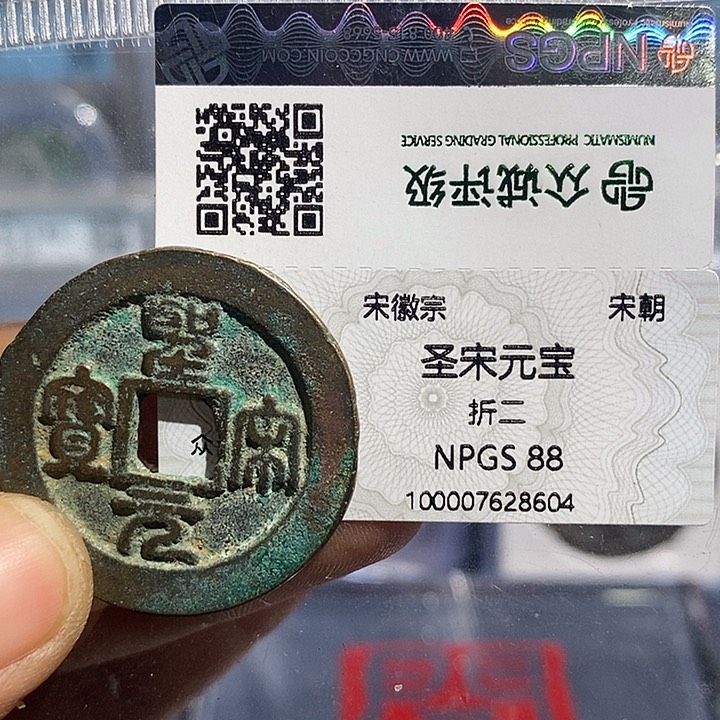 NPGS
WWW.CNGCCOIN.COM
众诚评级
NUMISMATIC PROFESSIONAL GRADING SERVICE
宋徽宗 宋朝
圣宋元宝
折二
NPGS 88
100007628604
聖宋元寶
众